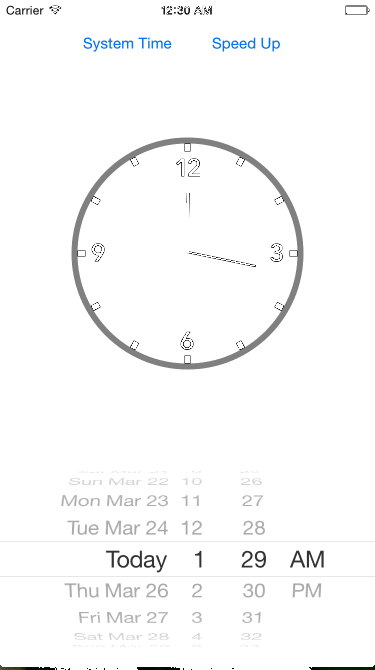 Carrier 12:30 AM
System Time Speed Up
12
9 3
6
Sun Mar 22 10 26
Mon Mar 23 11 27
Tue Mar 24 12 28
Today 1 29 AM
Thu Mar 26 2 30 PM
Fri Mar 27 3 31
Sat Mar 28 4 32